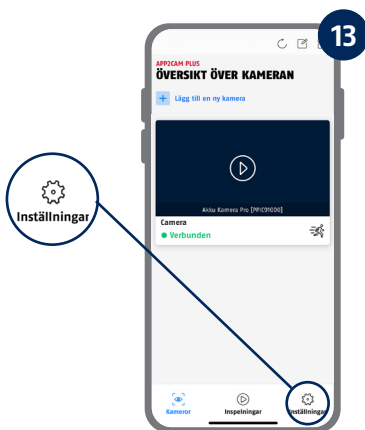 13
APP2CAM PLUS
ÖVERSIKT ÖVER KAMERAN
Lägg till en ny kamera
Akku Kamera Pro [PPIC91000]
Camera
Verbunden
Inställningar
Kameror
Inspelningar
Inställningar